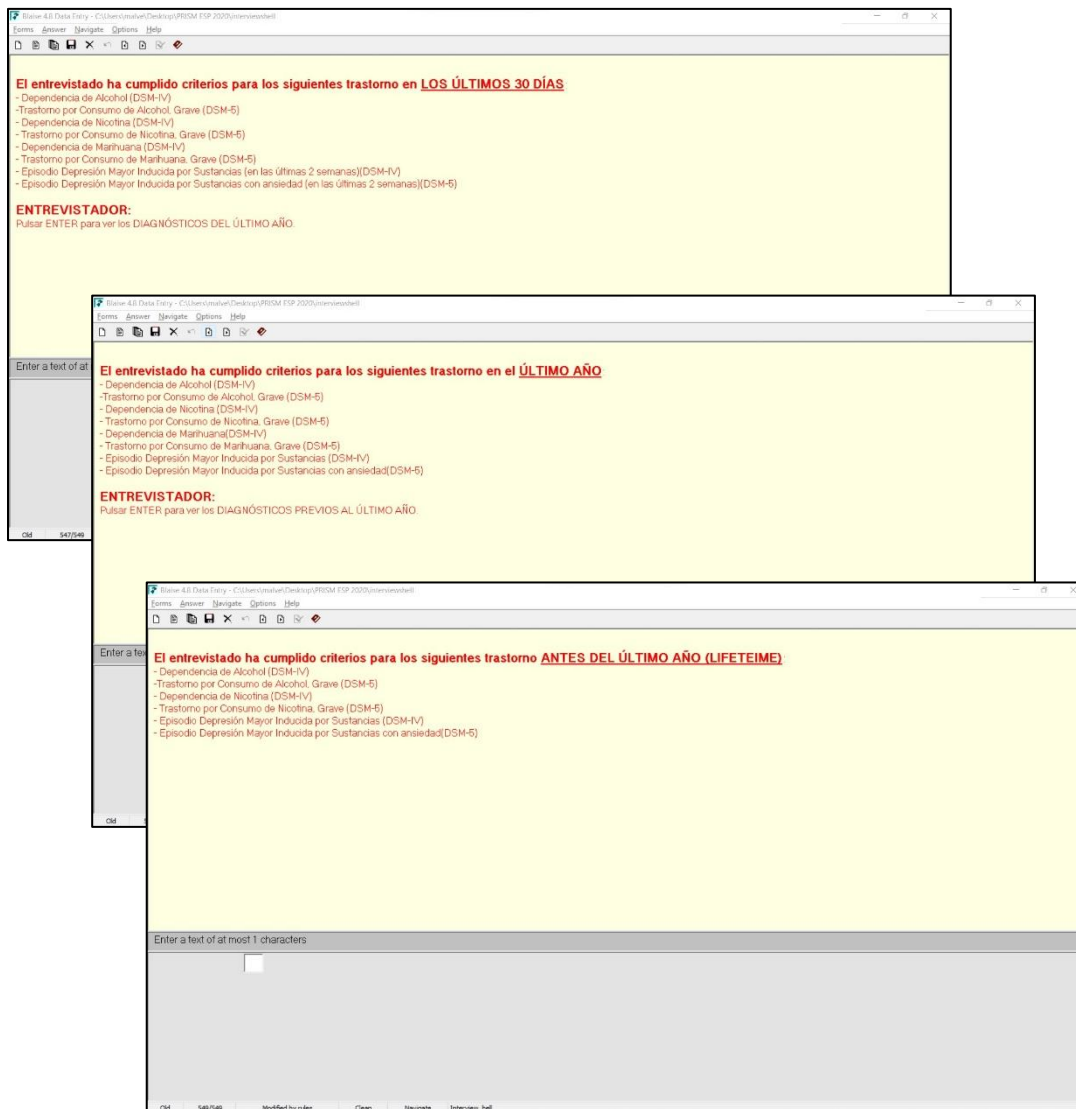 Blaise 4.8 Data Entry - C:\Users\malve\Desktop\PRISM ESP 2020\interviewshell
Forms Answer Navigate Options Help
El entrevistado ha cumplido criterios para los siguientes trastorno en LOS ÚLTIMOS 30 DÍAS
- Dependencia de Alcohol (DSM-IV)
-Trastorno por Consumo de Alcohol, Grave (DSM-5)
- Dependencia de Nicotina (DSM-IV)
- Trastorno por Consumo de Nicotina, Grave (DSM-5)
- Dependencia de Marihuana (DSM-IV)
- Trastorno por Consumo de Marihuana, Grave (DSM-5)
- Episodio Depresión Mayor Inducida por Sustancias (en las últimas 2 semanas)(DSM-IV)
- Episodio Depresión Mayor Inducida por Sustancias con ansiedad (en las últimas 2 semanas)(DSM-5)
ENTREVISTADOR:
Pulsar ENTER para ver los DIAGNÓSTICOS DEL ÚLTIMO AÑO.
Enter a text of at
Old 547/549
Blaise 4.8 Data Entry - C:\Users\malve\Desktop\PRISM ESP 2020\interviewshell
Forms Answer Navigate Options Help
El entrevistado ha cumplido criterios para los siguientes trastorno en el ÚLTIMO AÑO
- Dependencia de Alcohol (DSM-IV)
-Trastorno por Consumo de Alcohol, Grave (DSM-5)
- Dependencia de Nicotina (DSM-IV)
- Trastorno por Consumo de Nicotina, Grave (DSM-5)
- Dependencia de Marihuana(DSM-IV)
- Trastorno por Consumo de Marihuana, Grave (DSM-5)
- Episodio Depresión Mayor Inducida por Sustancias (DSM-IV)
- Episodio Depresión Mayor Inducida por Sustancias con ansiedad(DSM-5)
ENTREVISTADOR:
Pulsar ENTER para ver los DIAGNÓSTICOS PREVIOS AL ÚLTIMO AÑO.
Enter a tex
Old
Blaise 4.8 Data Entry - C:\Users\malve\Desktop\PRISM ESP 2020\interviewshell
Forms Answer Navigate Options Help
El entrevistado ha cumplido criterios para los siguientes trastorno ANTES DEL ÚLTIMO AÑO (LIFETEIME)
- Dependencia de Alcohol (DSM-IV)
-Trastorno por Consumo de Alcohol, Grave (DSM-5)
- Dependencia de Nicotina (DSM-IV)
- Trastorno por Consumo de Nicotina, Grave (DSM-5)
- Episodio Depresión Mayor Inducida por Sustancias (DSM-IV)
- Episodio Depresión Mayor Inducida por Sustancias con ansiedad(DSM-5)
Enter a text of at most 1 characters
Old 549/549 Modified by rules Clean Navigate